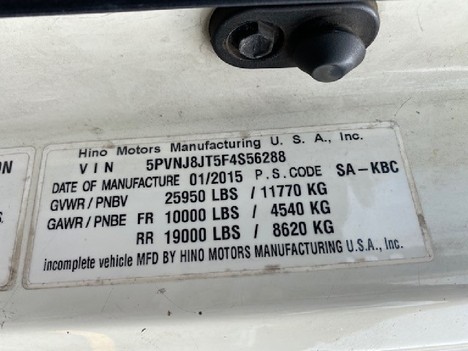 Hino Motors Manufacturing U. S. A., Inc.
VIN 5PVNJ8JT5F4S56288
DATE OF MANUFACTURE 01/2015 P.S.CODE SA-KBC
GVWR / PNBV 25950 LBS / 11770 KG
GAWR / PNBE FR 10000 LBS / 4540 KG
RR 19000 LBS / 8620 KG
incomplete vehicle MFD BY HINO MOTORS MANUFACTURING U.S.A., Inc.